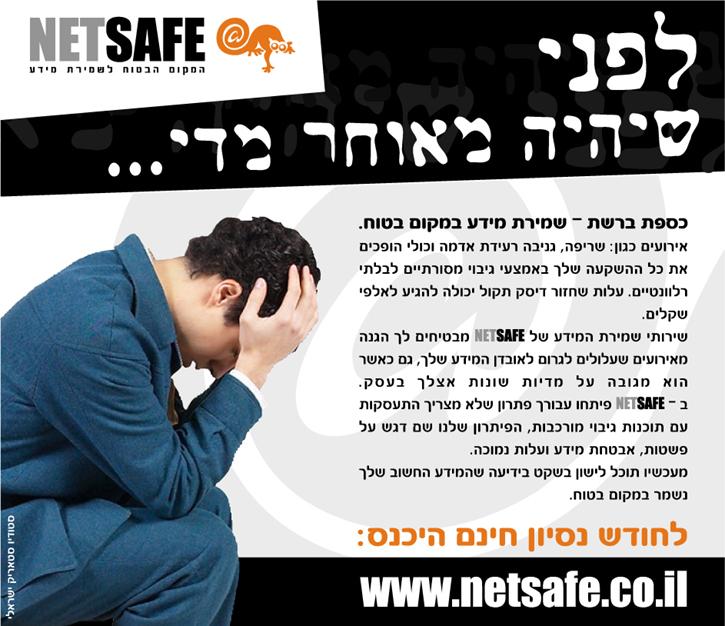 NETSAFE
המקום הבטוח לשמירת מידע
לפני
שיהיה מאוחר מדי...
כספת ברשת – שמירת מידע במקום בטוח.
אירועים כגון: שריפה, גניבה רעידת אדמה וכולי הופכים
את כל ההשקעה שלך באמצעי גיבוי מסורתיים לבלתי
רלוונטיים. עלות שחזור דיסק תקול יכולה להגיע לאלפי
שקלים.
שירותי שמירת המידע של NETSAFE מבטיחים לך הגנה
מאירועים שעלולים לגרום לאובדן המידע שלך, גם כאשר
הוא מגובה על מדיות שונות אצלך בעסק.
ב – NETSAFE פיתחו עבורך פתרון שלא מצריך התעסקות
עם תוכנות גיבוי מורכבות, הפיתרון שלנו שם דגש על
פשטות, אבטחת מידע ועלות נמוכה.
מעכשיו תוכל לישון בשקט בידיעה שהמידע החשוב שלך
נשמר במקום בטוח.
לחודש נסיון חינם היכנס:
www.netsafe.co.il
סטודיו סטאריק ישראלי